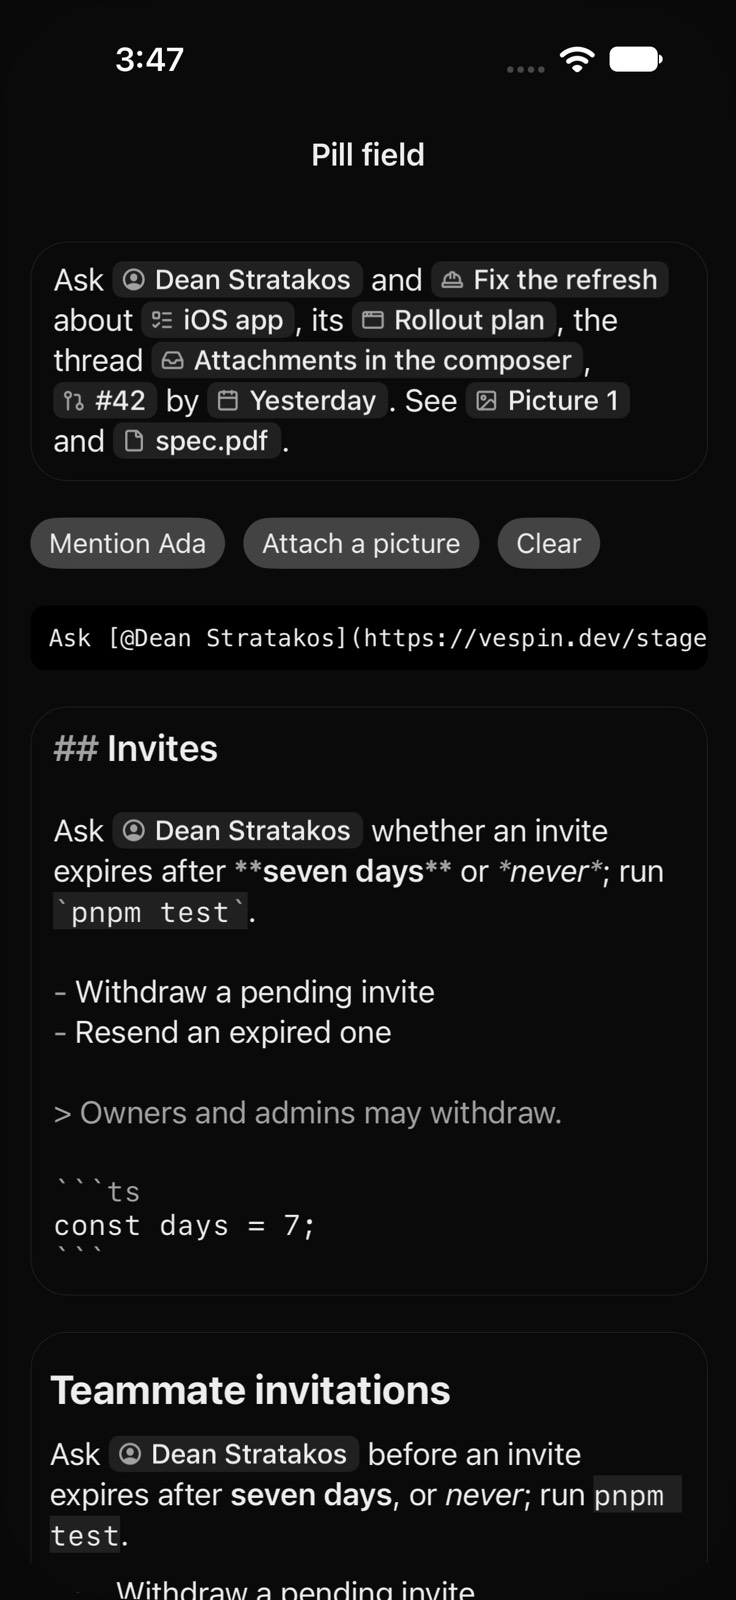 3:47
Pill field
Ask Dean Stratakos and Fix the refresh
about iOS app , its Rollout plan , the
thread Attachments in the composer ,
#42 by Yesterday . See Picture 1
and spec.pdf .
Mention Ada Attach a picture Clear
Ask [@Dean Stratakos](https://vespin.dev/stage
## Invites
Ask Dean Stratakos whether an invite
expires after **seven days** or *never*; run
`pnpm test`.
- Withdraw a pending invite
- Resend an expired one
> Owners and admins may withdraw.
```ts
const days = 7;
```
Teammate invitations
Ask Dean Stratakos before an invite
expires after seven days, or never; run pnpm
test.
Withdraw a pending invite